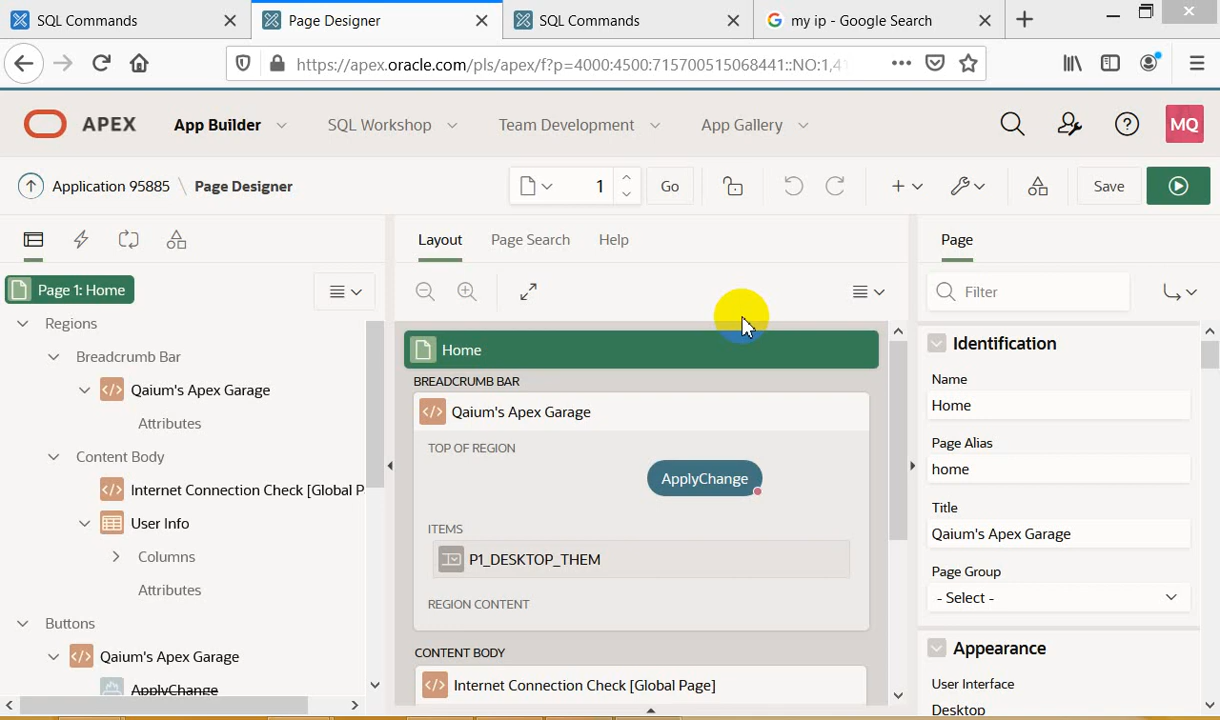 SQL Commands
Page Designer
SQL Commands
my ip - Google Search
https://apex.oracle.com/pls/apex/f?p=4000:4500:715700515068441::NO:1,4
APEX
App Builder
SQL Workshop
Team Development
App Gallery
MQ
Application 95885 \ Page Designer
1
Go
Save
Layout
Page Search
Help
Page
Page 1: Home
Filter
Regions
Breadcrumb Bar
Qaium's Apex Garage
Attributes
Content Body
Internet Connection Check [Global P
User Info
Columns
Attributes
Buttons
Qaium's Apex Garage
ApplyChange
Home
BREADCRUMB BAR
Qaium's Apex Garage
TOP OF REGION
ApplyChange
ITEMS
P1_DESKTOP_THEM
REGION CONTENT
CONTENT BODY
Internet Connection Check [Global Page]
Identification
Name
Home
Page Alias
home
Title
Qaium's Apex Garage
Page Group
- Select -
Appearance
User Interface
Desktop